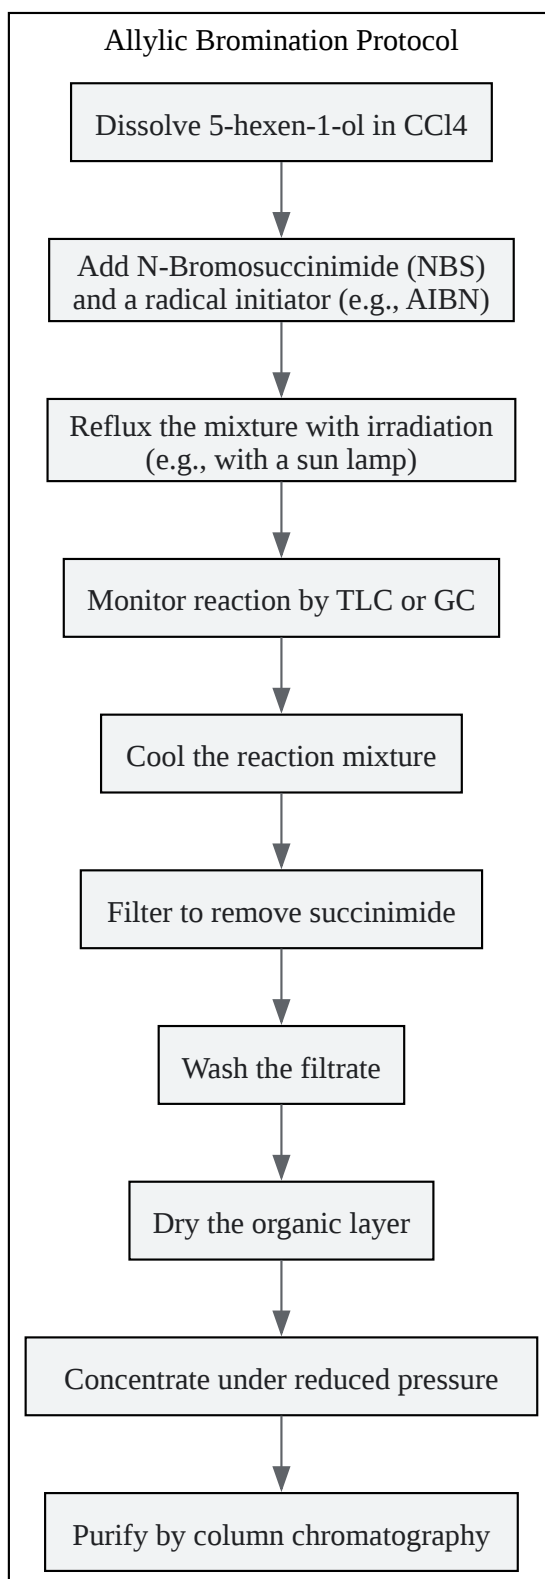 Allylic Bromination Protocol
Dissolve 5-hexen-1-ol in CCl4
Add N-Bromosuccinimide (NBS)
and a radical initiator (e.g., AIBN)
Reflux the mixture with irradiation
(e.g., with a sun lamp)
Monitor reaction by TLC or GC
Cool the reaction mixture
Filter to remove succinimide
Wash the filtrate
Dry the organic layer
Concentrate under reduced pressure
Purify by column chromatography